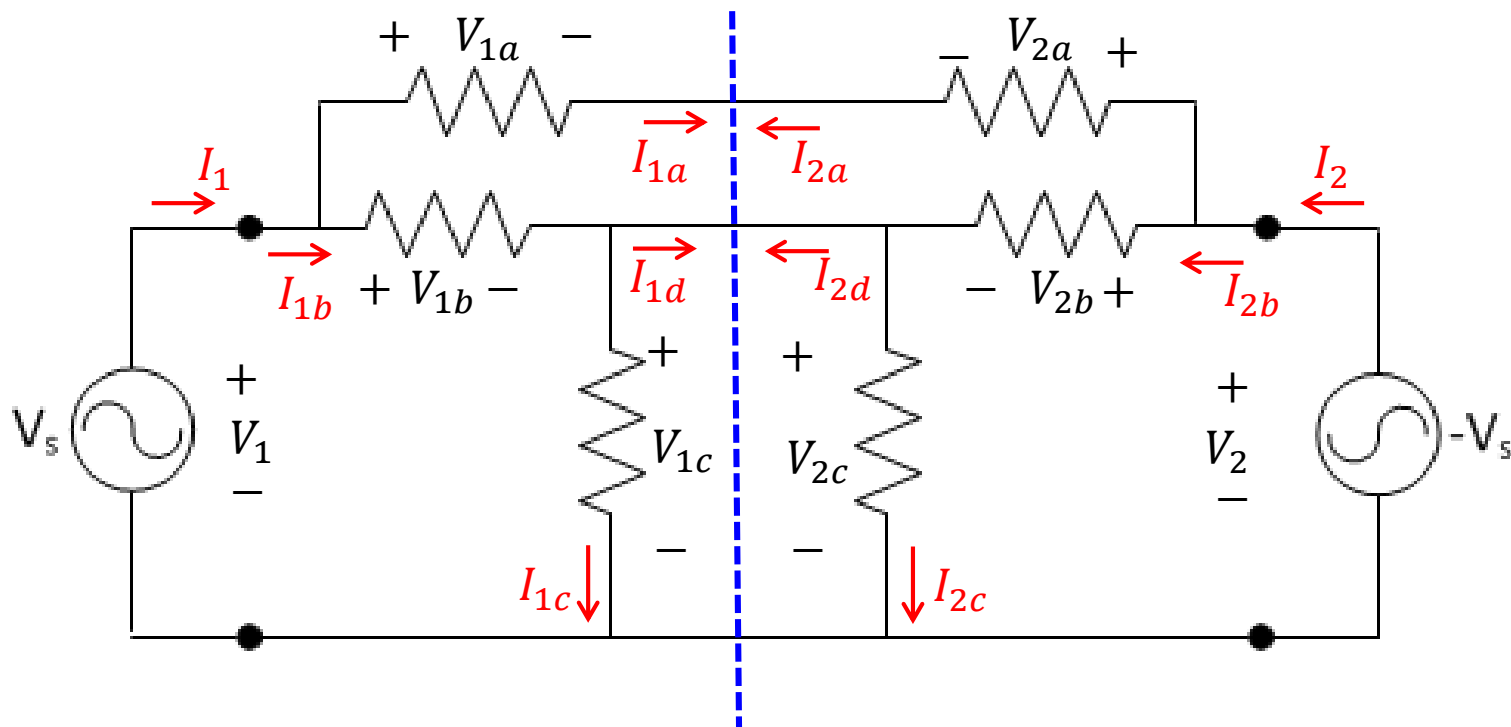 + V₁ₐ −
− V₂ₐ +
I₁ₐ
I₂ₐ
I₁
I₂
I₁b
+ V₁b −
I₁d
I₂d
− V₂b +
I₂b
Vₛ
+
V₁
−
+
V₁c
−
+
V₂c
−
+
V₂
−
-Vₛ
I₁c
I₂c